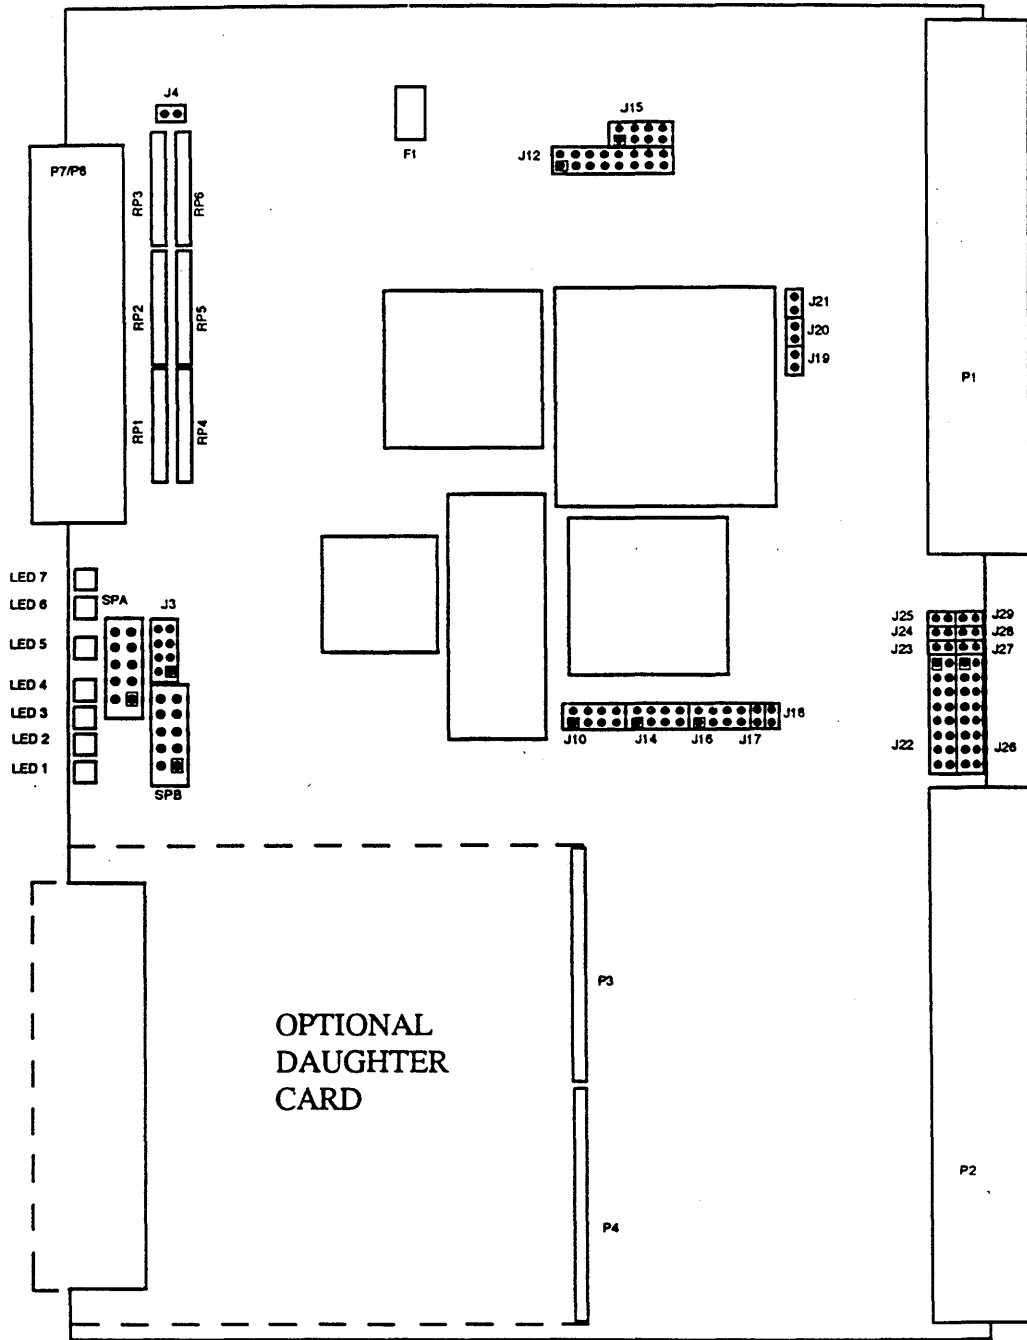 J4
J15
F1
J12
P7/P8
RP3
RP6
RP2
RP5
RP1
RP4
J21
J20
J19
P1
LED 7
LED 6
SPA
J3
LED 5
LED 4
LED 3
LED 2
LED 1
SPB
J25
J29
J24
J28
J23
J27
J22
J26
J18
J10
J14
J16
J17
P3
OPTIONAL
DAUGHTER
CARD
P2
P4